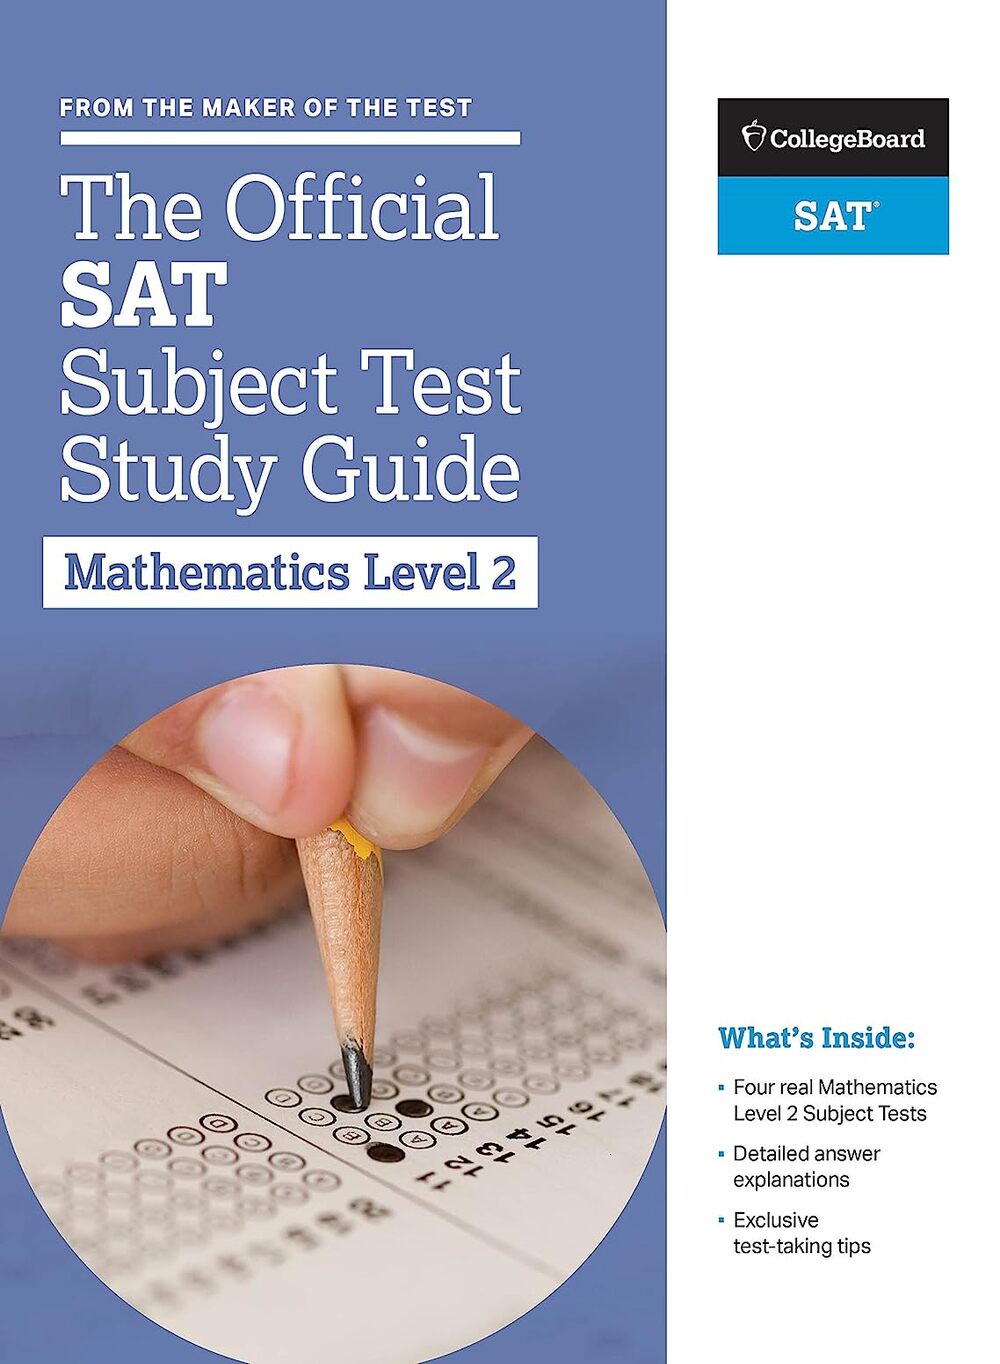 FROM THE MAKER OF THE TEST
The Official
SAT
Subject Test
Study Guide
Mathematics Level 2
CollegeBoard
SAT®
What's Inside:
▪ Four real Mathematics
Level 2 Subject Tests
▪ Detailed answer
explanations
▪ Exclusive
test-taking tips
11
12
13
14
15
16
17
18
D
C
B
A
A
A